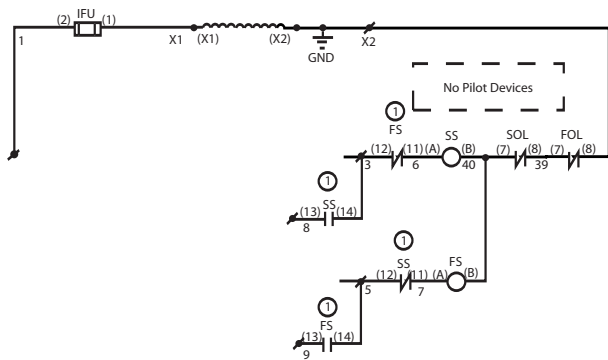 IFU
(2) (1)
1 X1 (X1) (X2) X2
GND
No Pilot Devices
1
FS SS SOL FOL
(12) (11) (A) (B) (7) (8) (7) (8)
3 6 40 39
1
SS
(13) (14)
8
1
SS FS
(12) (11) (A) (B)
5 7
1
FS
(13) (14)
9